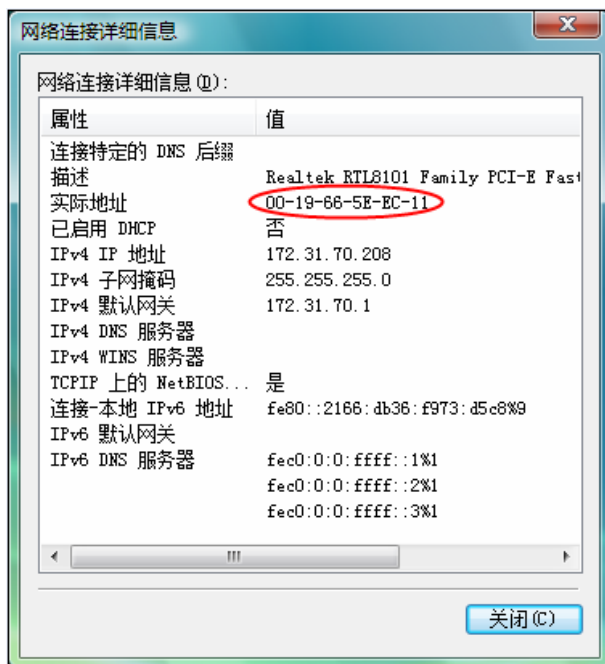 网络连接详细信息
网络连接详细信息(D):
属性 值
连接特定的 DNS 后缀
描述 Realtek RTL8101 Family PCI-E Fast
实际地址 00-19-66-5E-EC-11
已启用 DHCP 否
IPv4 IP 地址 172.31.70.208
IPv4 子网掩码 255.255.255.0
IPv4 默认网关 172.31.70.1
IPv4 DNS 服务器
IPv4 WINS 服务器
TCPIP 上的 NetBIOS... 是
连接-本地 IPv6 地址 fe80::2166:db36:f973:d5c8%9
IPv6 默认网关
IPv6 DNS 服务器 fec0:0:0:ffff::1%1
fec0:0:0:ffff::2%1
fec0:0:0:ffff::3%1
关闭(C)